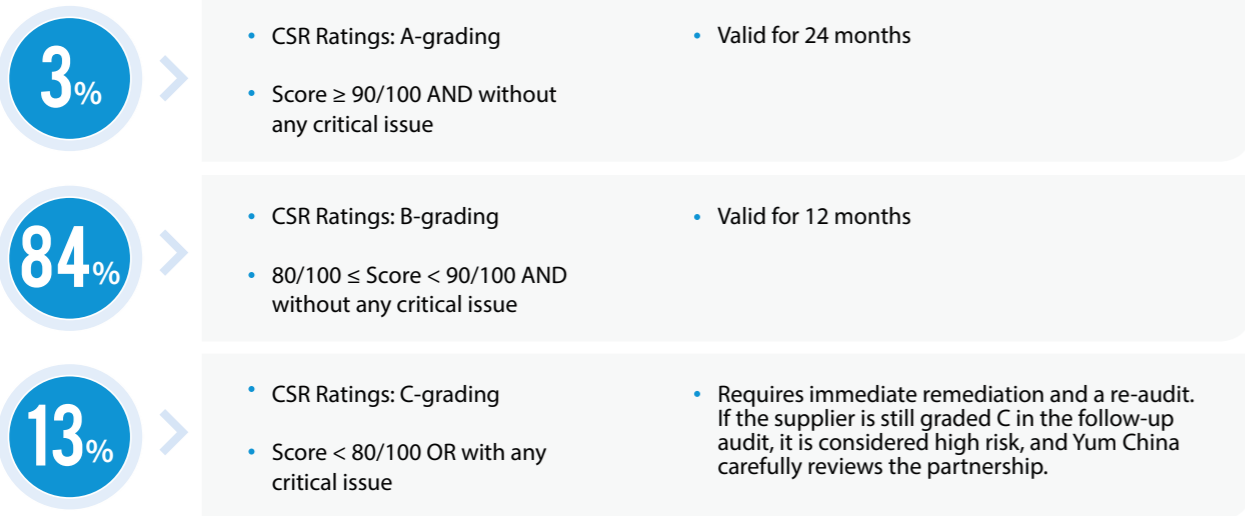 3%
• CSR Ratings: A-grading
• Score ≥ 90/100 AND without
any critical issue
• Valid for 24 months
84%
• CSR Ratings: B-grading
• 80/100 ≤ Score < 90/100 AND
without any critical issue
• Valid for 12 months
13%
• CSR Ratings: C-grading
• Score < 80/100 OR with any
critical issue
• Requires immediate remediation and a re-audit.
If the supplier is still graded C in the follow-up
audit, it is considered high risk, and Yum China
carefully reviews the partnership.